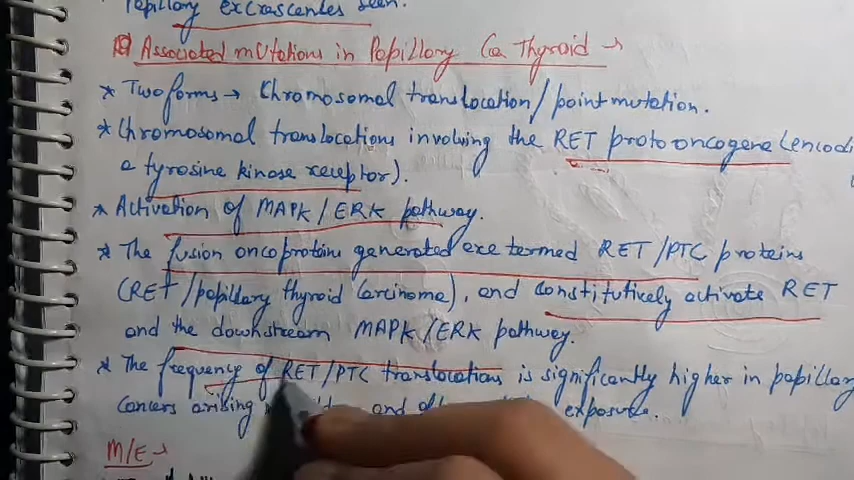 Papillary excrascentes seen.
Associated mutations in Papillary Ca Thyroid →
* Two forms → Chromosomal translocation/point mutation.
* Chromosomal translocations involving the RET proto oncogene (encodi
a tyrosine kinase receptor).
* Activation of MAPK/ERK pathway.
* The fusion oncoproteins generated exe termed RET/PTC proteins
(RET/papillary thyroid Carcinoma), and constitutively activate RET
and the downstream MAPK/ERK pathway.
* The frequency of RET/PTC translocations is significantly higher in papillary
Cancers arising and exposure.
M/E →